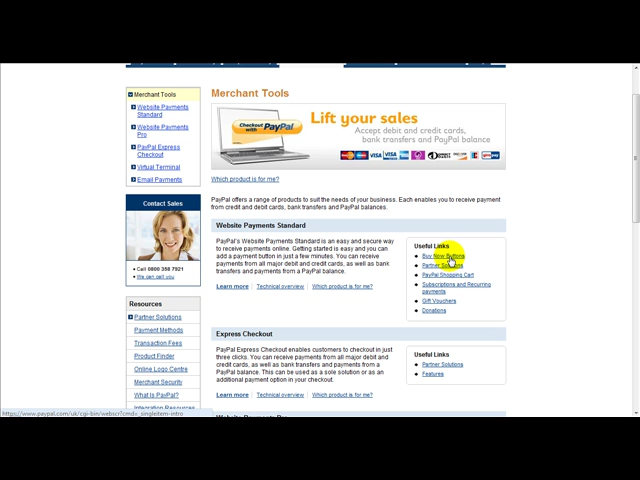 Merchant Tools
Website Payments
Standard
Website Payments
Pro
PayPal Express
Checkout
Virtual Terminal
Email Payments
Contact Sales
Call 0800 358 7921
We can call you
Resources
Partner Solutions
Payment Methods
Transaction Fees
Product Finder
Online Logo Centre
Merchant Security
What Is PayPal?
Integration Resources
Merchant Tools
Checkout
with PayPal
Lift your sales
Accept debit and credit cards,
bank transfers and PayPal balance
Which product is for me?
PayPal offers a range of products to suit the needs of your business. Each enables you to receive payment
from credit and debit cards, bank transfers and PayPal balances.
Website Payments Standard
PayPal's Website Payments Standard is an easy and secure way
to receive payments online. Getting started is easy and you can
add a payment button in just a few minutes. You can receive
payments from all major debit and credit cards, as well as bank
transfers and payments from a PayPal balance.
Learn more | Technical overview | Which product is for me?
Useful Links
Buy Now Buttons
Partner Solutions
PayPal Shopping Cart
Subscriptions and Recurring
payments
Gift Vouchers
Donations
Express Checkout
PayPal Express Checkout enables customers to checkout in just
three clicks. You can receive payments from all major debit and
credit cards, as well as bank transfers and payments from a
PayPal balance. This can be used as a sole solution or as an
additional payment option in your checkout.
Learn more | Technical overview | Which product is for me?
Useful Links
Partner Solutions
Features
https://www.paypal.com/uk/cgi-bin/webscr?cmd=_singleitem-intro